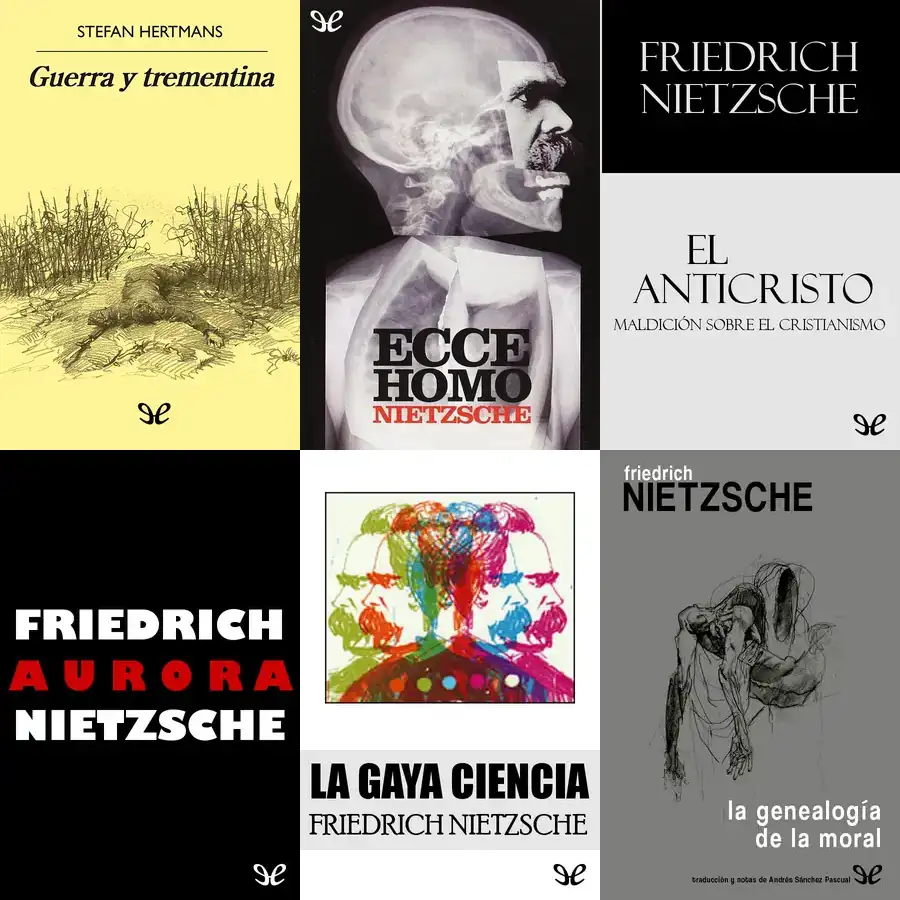 STEFAN HERTMANS
Guerra y trementina
ECCE
HOMO
NIETZSCHE
FRIEDRICH
NIETZSCHE
EL
ANTICRISTO
MALDICIÓN SOBRE EL CRISTIANISMO
FRIEDRICH
AURORA
NIETZSCHE
LA GAYA CIENCIA
FRIEDRICH NIETZSCHE
friedrich
NIETZSCHE
la genealogía
de la moral
traducción y notas de Andrés Sánchez Pascual